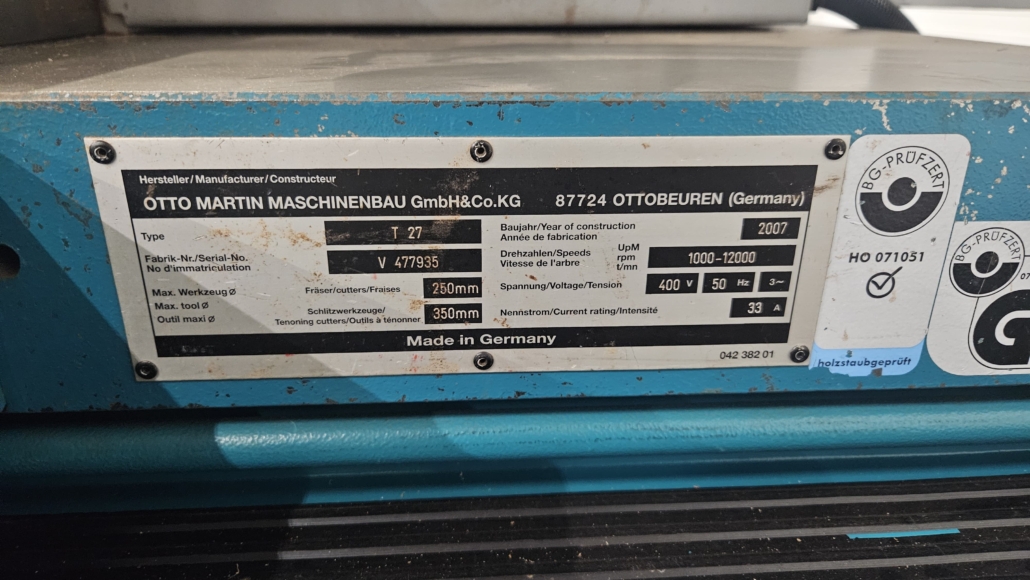 Hersteller/Manufacturer/Constructeur
OTTO MARTIN MASCHINENBAU GmbH&Co.KG 87724 OTTOBEUREN (Germany)
Type T 27
Baujahr/Year of construction 2007
Année de fabrication
Fabrik-Nr./Serial-No. V 477935
No d'immatriculation
Drehzahlen/Speeds UpM
Vitesse de l'arbre rpm 1000-12000
t/mn
Max. Werkzeug Ø Fräser/cutters/Fraises 250mm
Max. tool Ø
Outil maxi Ø
Schlitzwerkzeuge/ 350mm
Tenoning cutters/Outils à ténonner
Spannung/Voltage/Tension 400 V 50 Hz 3~
Nennstrom/Current rating/Intensité 33 A
Made in Germany
042 382 01
BG-PRÜFZERT
HO 071051
holzstaubgeprüft
BG-PRÜFZERT
07